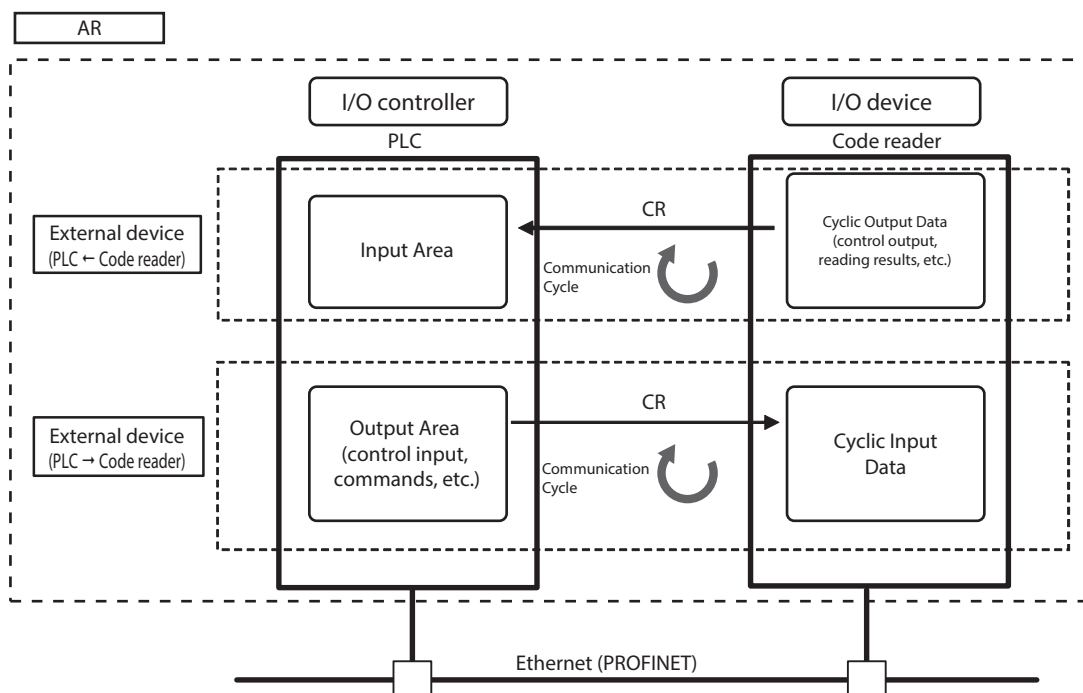 AR
I/O controller
I/O device
PLC
Code reader
External device
(PLC ← Code reader)
Input Area
CR
Communication
Cycle
Cyclic Output Data
(control output,
reading results, etc.)
External device
(PLC → Code reader)
Output Area
(control input,
commands, etc.)
CR
Communication
Cycle
Cyclic Input
Data
Ethernet (PROFINET)